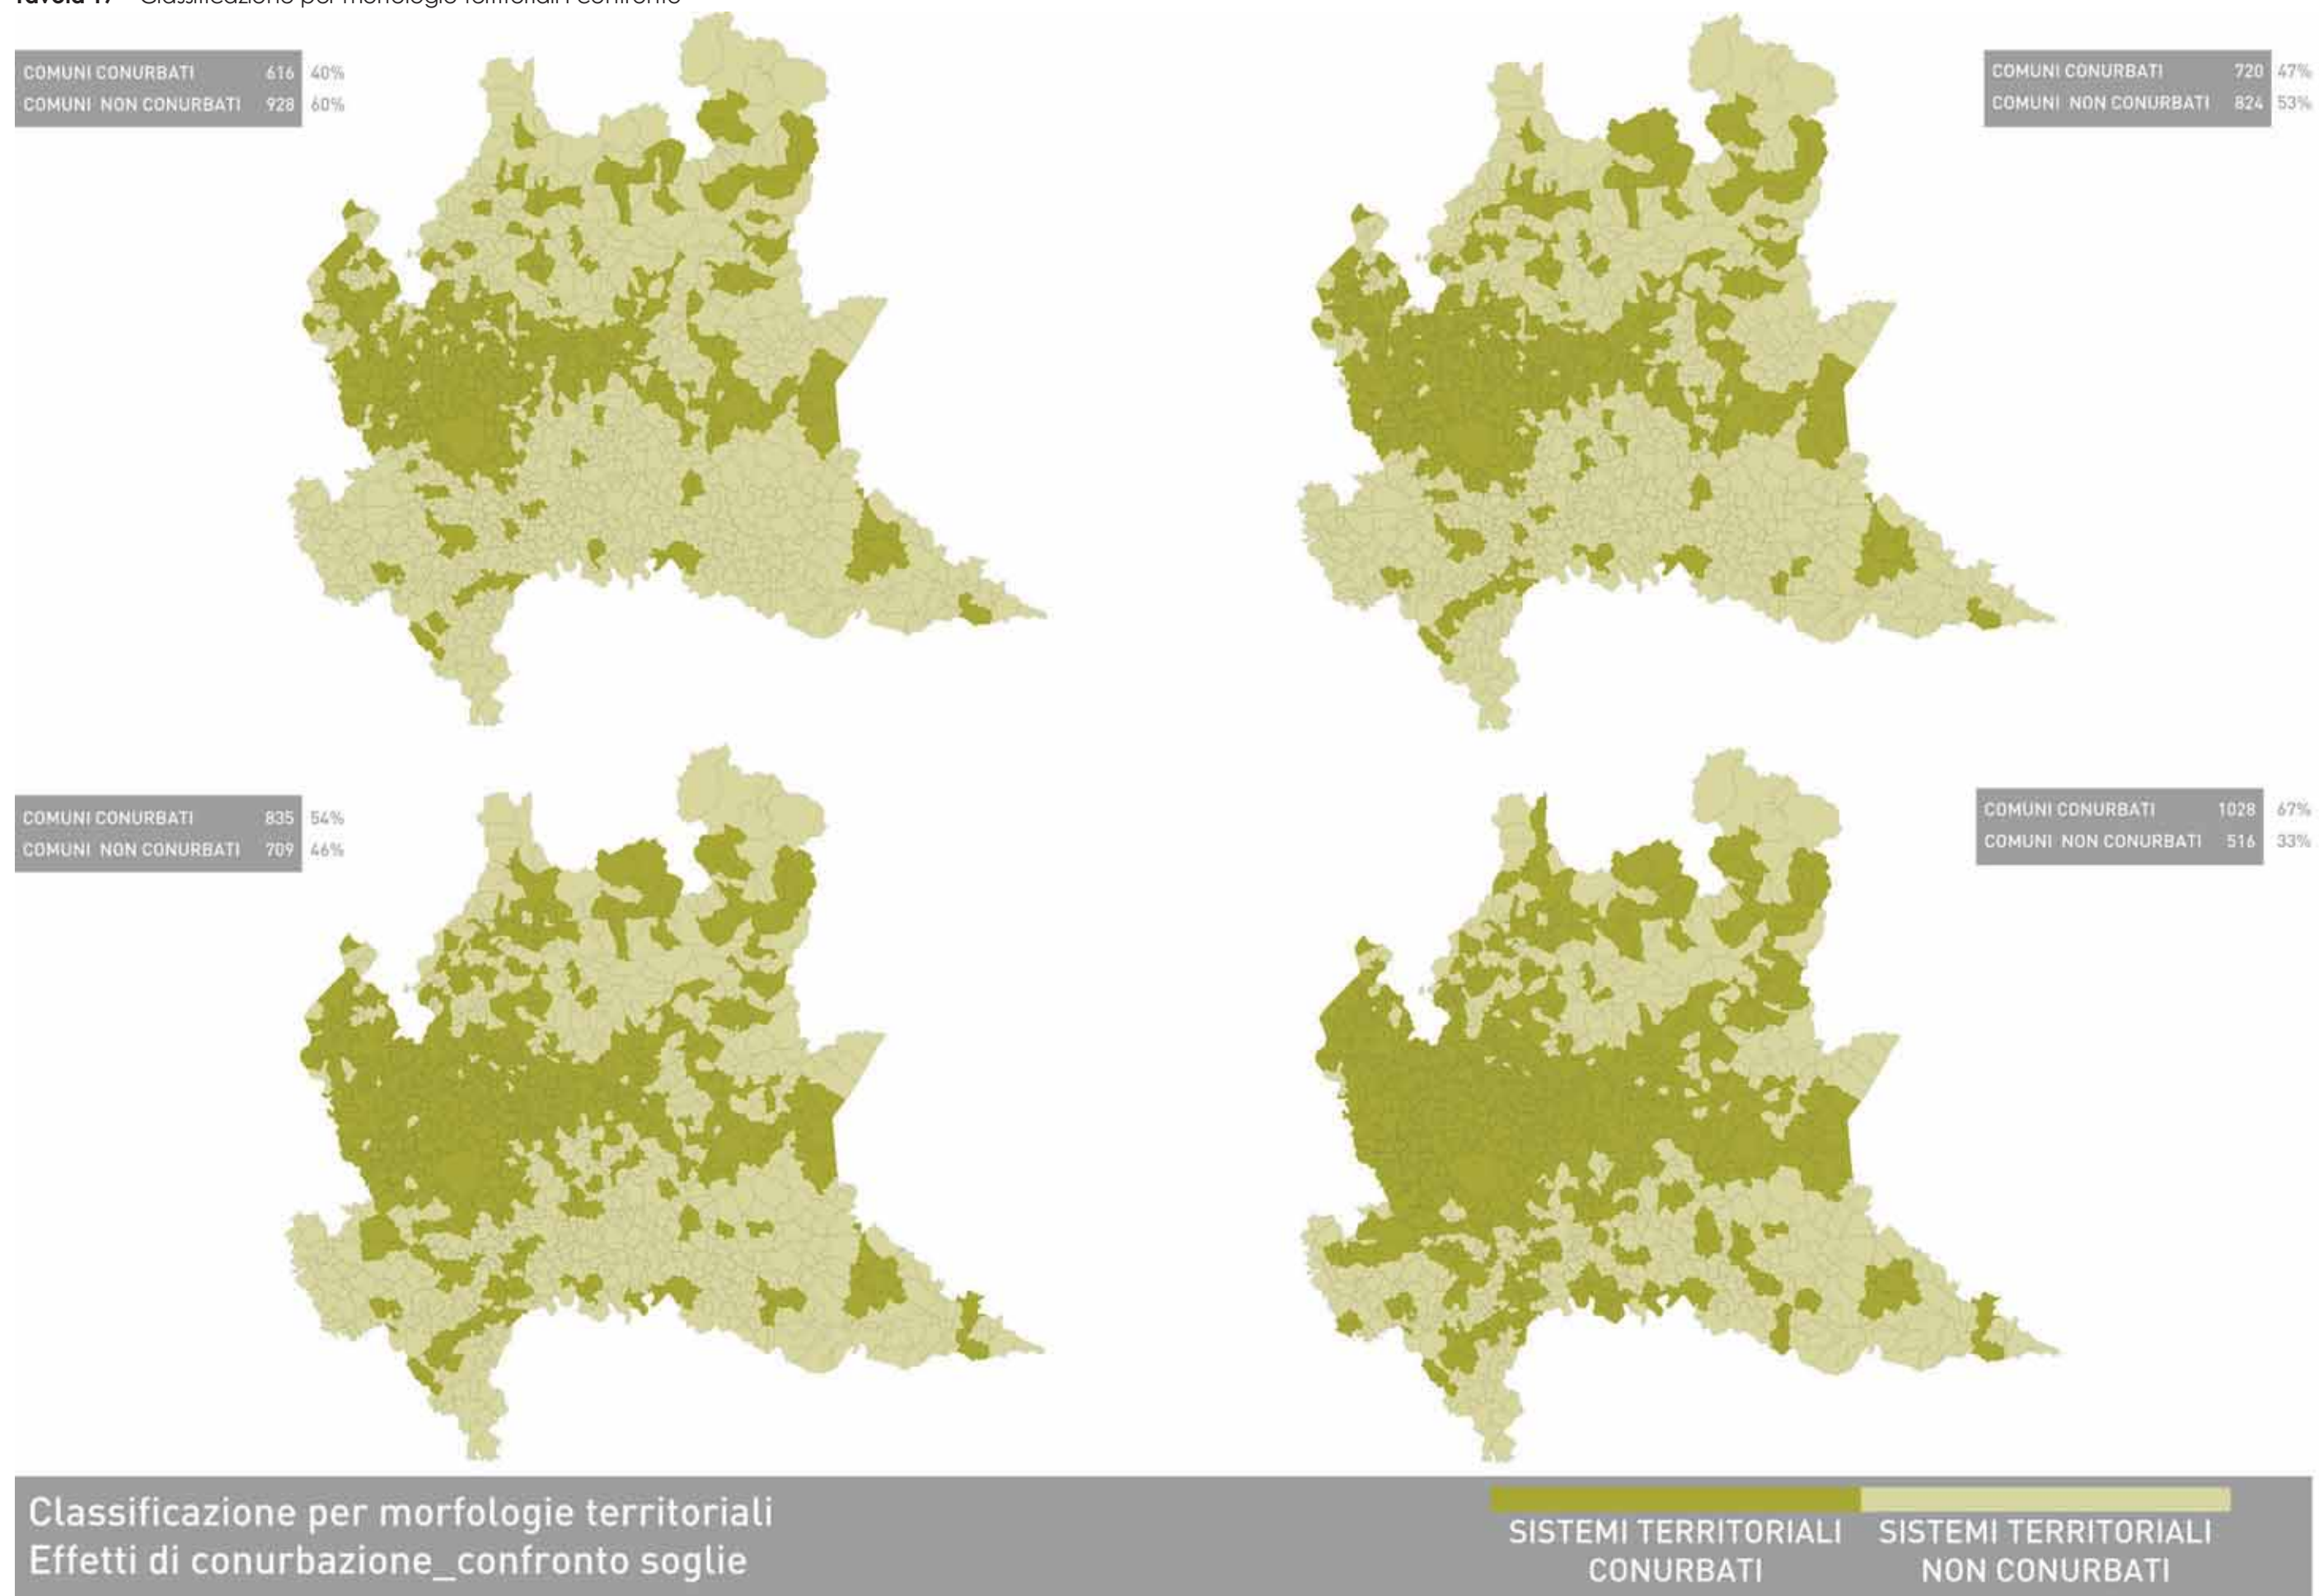 COMUNI CONURBATI 616 40%
COMUNI NON CONURBATI 928 60%
COMUNI CONURBATI 720 47%
COMUNI NON CONURBATI 824 53%
COMUNI CONURBATI 835 54%
COMUNI NON CONURBATI 709 46%
COMUNI CONURBATI 1028 67%
COMUNI NON CONURBATI 516 33%
Classificazione per morfologie territoriali
Effetti di conurbazione_confronto soglie
SISTEMI TERRITORIALI
CONURBATI
SISTEMI TERRITORIALI
NON CONURBATI